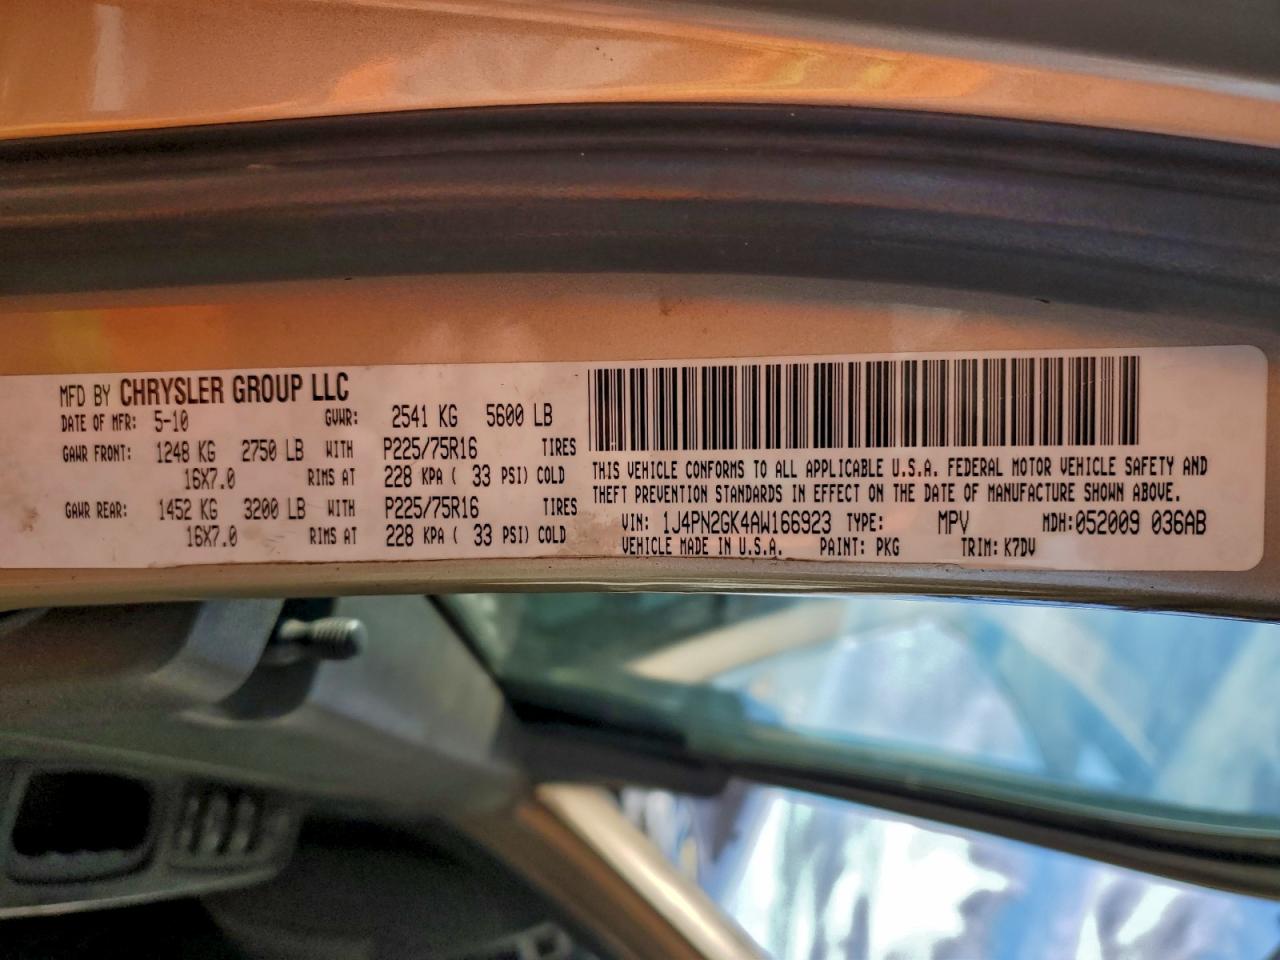 MFD BY CHRYSLER GROUP LLC
DATE OF MFR: 5-10 GVWR: 2541 KG 5600 LB
GAWR FRONT: 1248 KG 2750 LB WITH P225/75R16 TIRES
16X7.0 RIMS AT 228 KPA ( 33 PSI) COLD
GAWR REAR: 1452 KG 3200 LB WITH P225/75R16 TIRES
16X7.0 RIMS AT 228 KPA ( 33 PSI) COLD
THIS VEHICLE CONFORMS TO ALL APPLICABLE U.S.A. FEDERAL MOTOR VEHICLE SAFETY AND
THEFT PREVENTION STANDARDS IN EFFECT ON THE DATE OF MANUFACTURE SHOWN ABOVE.
VIN: 1J4PN2GK4AW166923 TYPE: MPV MDH:052009 036AB
VEHICLE MADE IN U.S.A. PAINT: PKG TRIM: K7DV